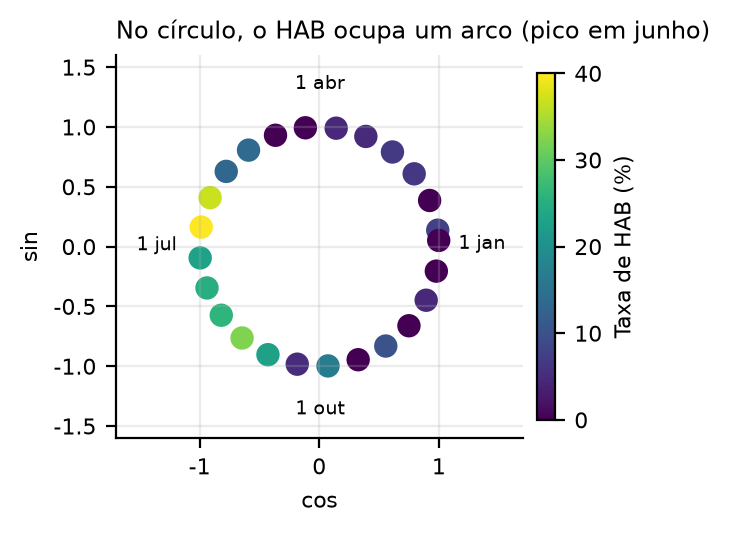 No círculo, o HAB ocupa um arco (pico em junho)
1.5
1.0
0.5
0.0
-0.5
-1.0
-1.5
sin
1 abr
1 jul
1 jan
1 out
-1
0
1
cos
40
30
20
10
0
Taxa de HAB (%)